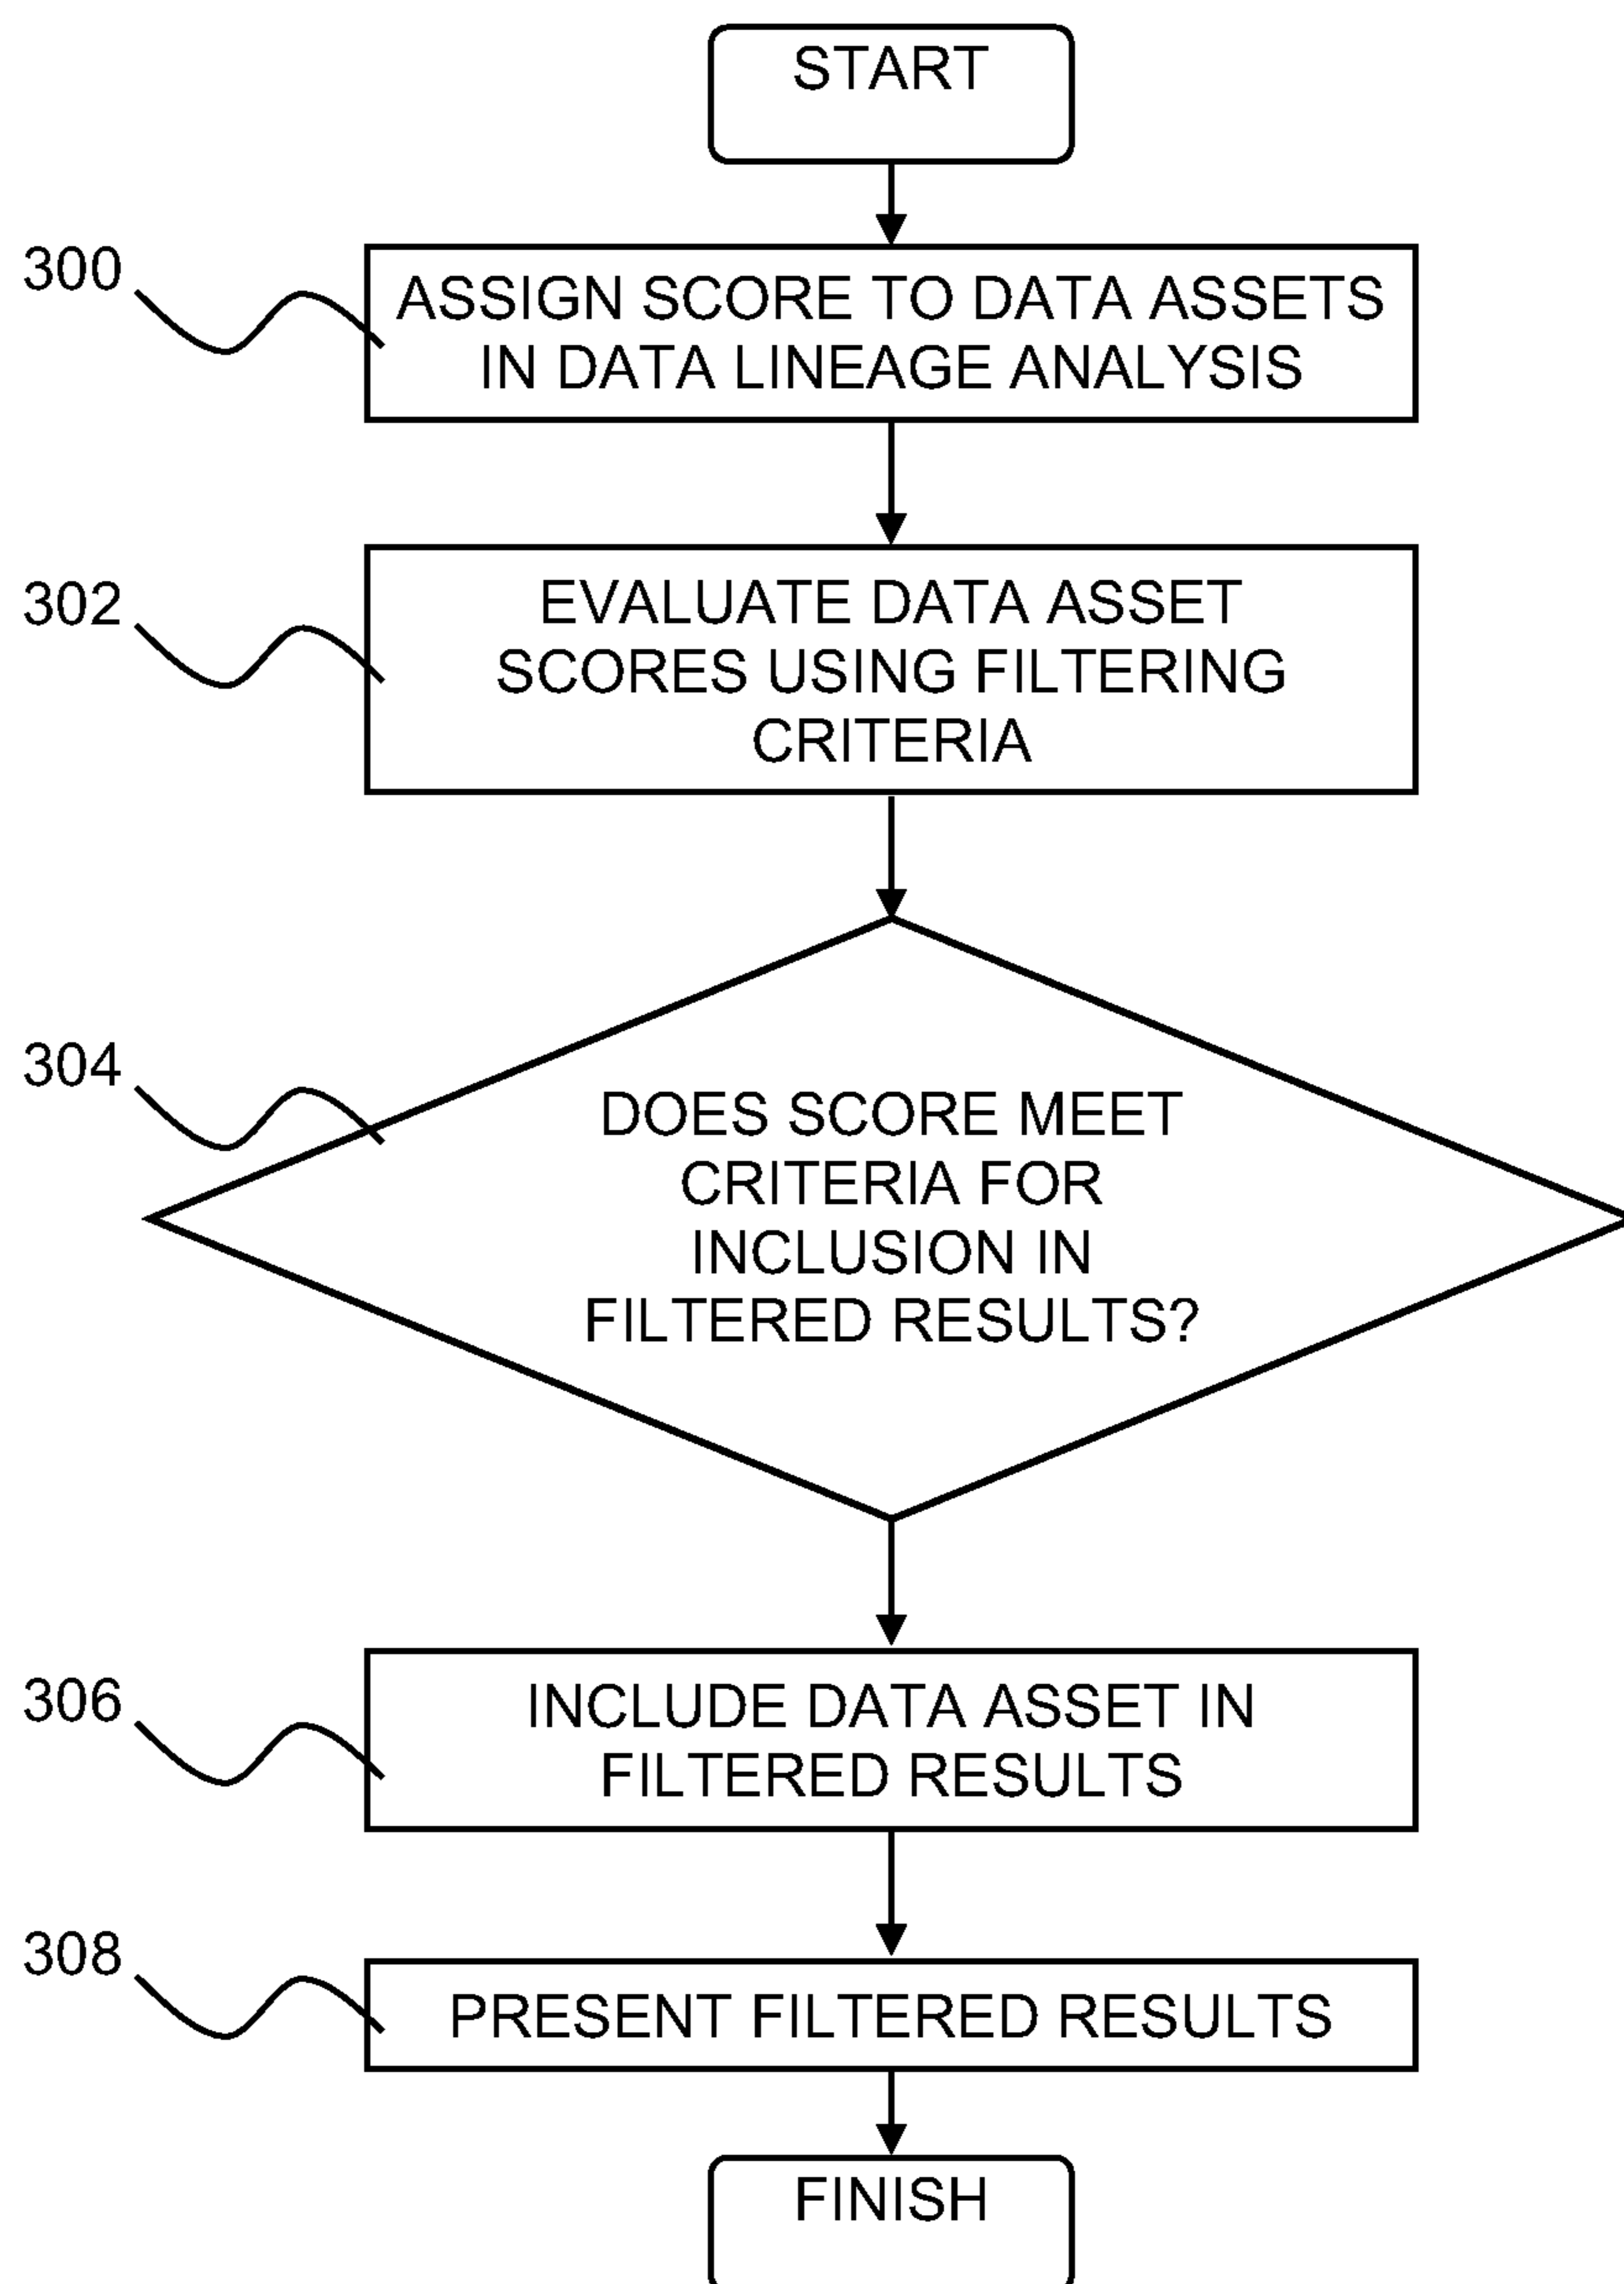 START
300
ASSIGN SCORE TO DATA ASSETS
IN DATA LINEAGE ANALYSIS
302
EVALUATE DATA ASSET
SCORES USING FILTERING
CRITERIA
304
DOES SCORE MEET
CRITERIA FOR
INCLUSION IN
FILTERED RESULTS?
306
INCLUDE DATA ASSET IN
FILTERED RESULTS
308
PRESENT FILTERED RESULTS
FINISH